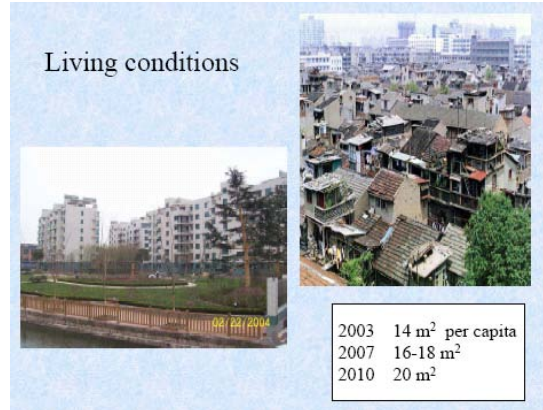 Living conditions
02/22/2004
2003 14 m² per capita
2007 16-18 m²
2010 20 m²